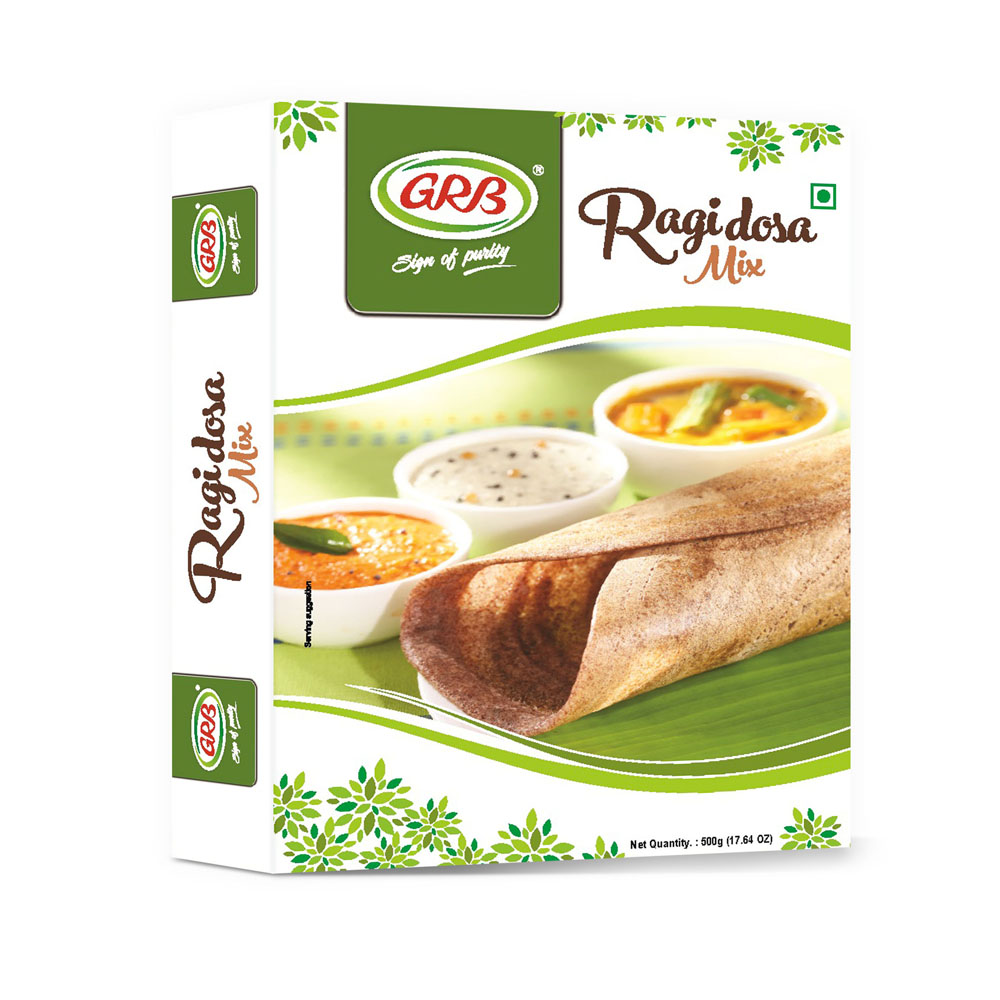 GRB®
Sign of purity
Ragi dosa
Mix
Serving suggestion
Net Quantity. : 500g (17.64 OZ)
GRB
Sign of purity
Ragi dosa
Mix
GRB
Sign of purity